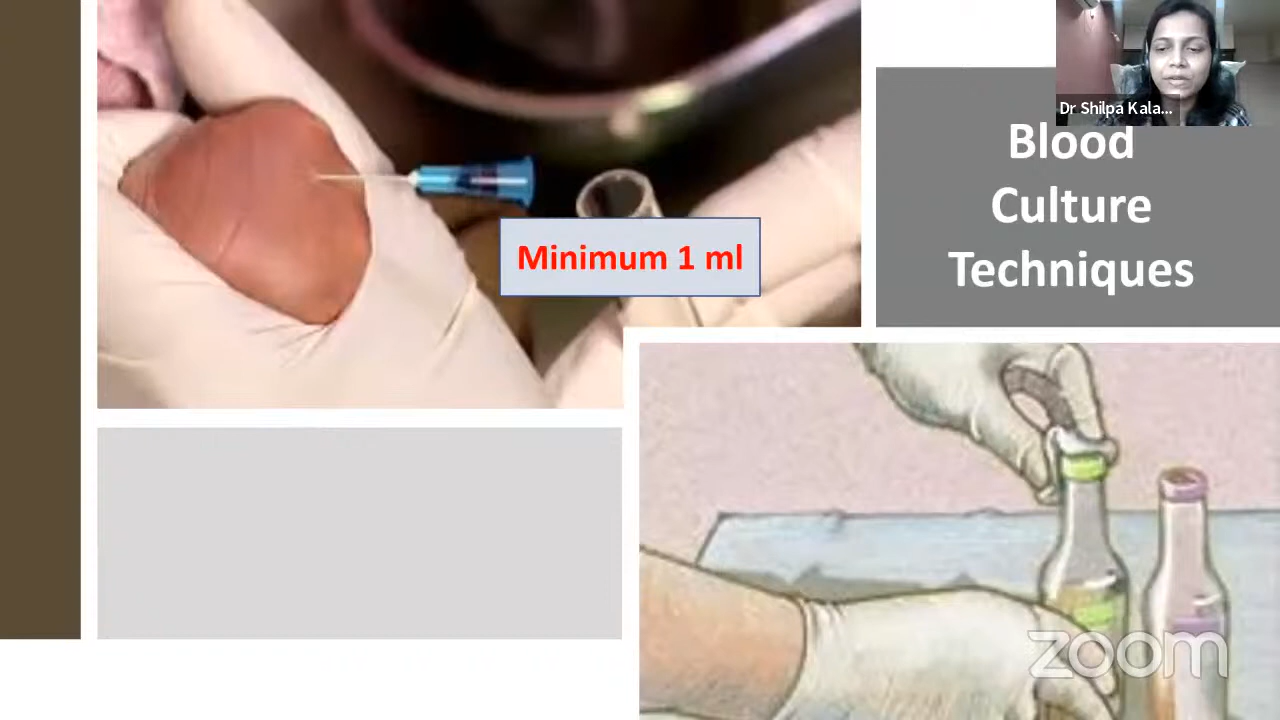 Dr Shilpa Kala...
Blood
Culture
Techniques
Minimum 1 ml
zoom